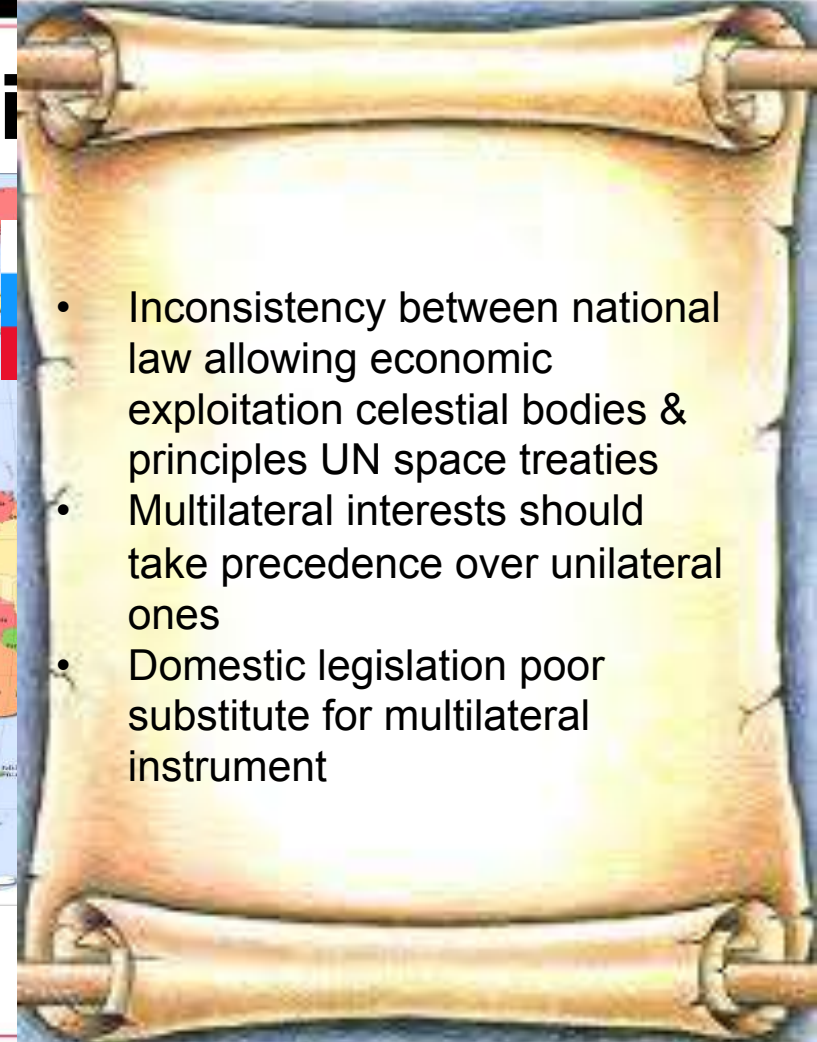 i
• Inconsistency between national
law allowing economic
exploitation celestial bodies &
principles UN space treaties
• Multilateral interests should
take precedence over unilateral
ones
• Domestic legislation poor
substitute for multilateral
instrument